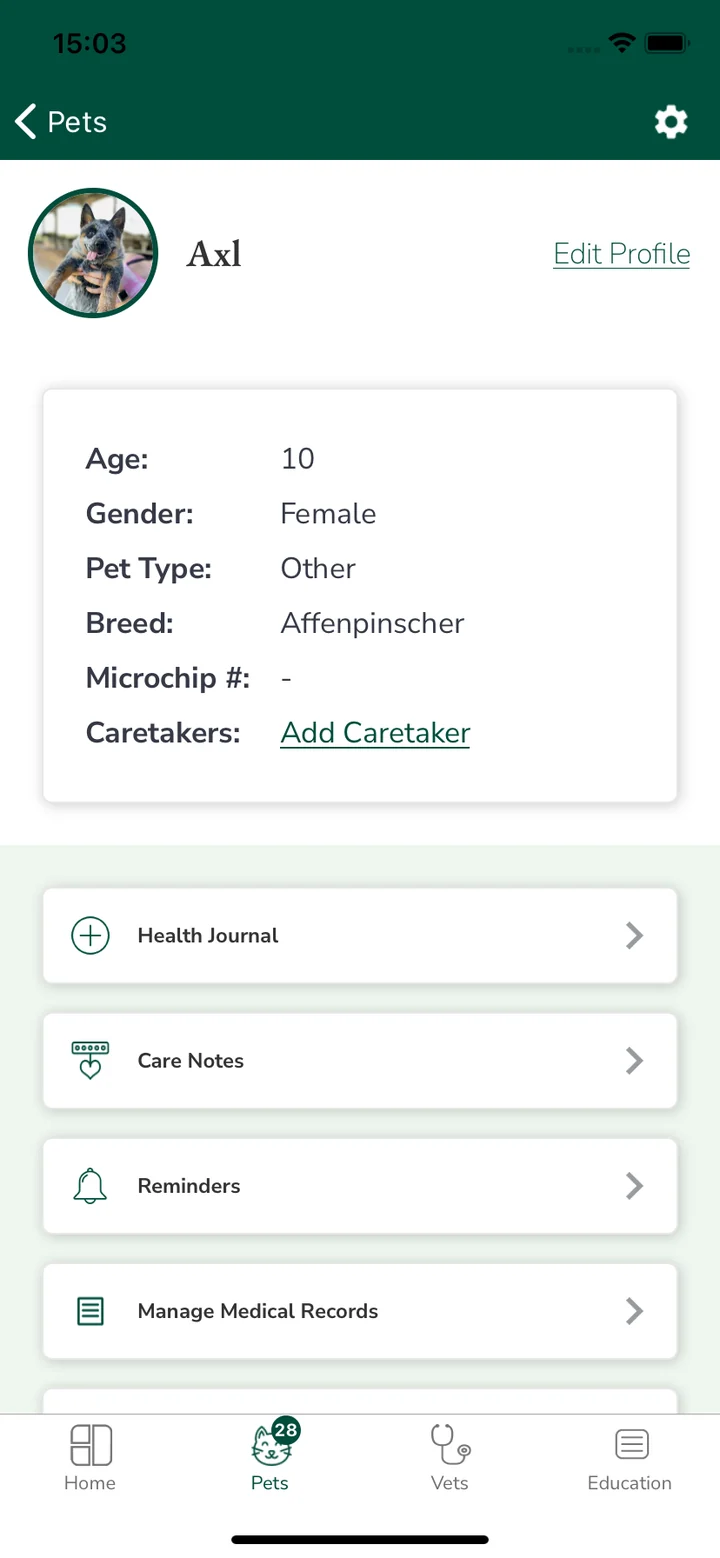 15:03
Pets
Axl
Edit Profile
Age: 10
Gender: Female
Pet Type: Other
Breed: Affenpinscher
Microchip #: -
Caretakers: Add Caretaker
Health Journal
Care Notes
Reminders
Manage Medical Records
28
Home Pets Vets Education